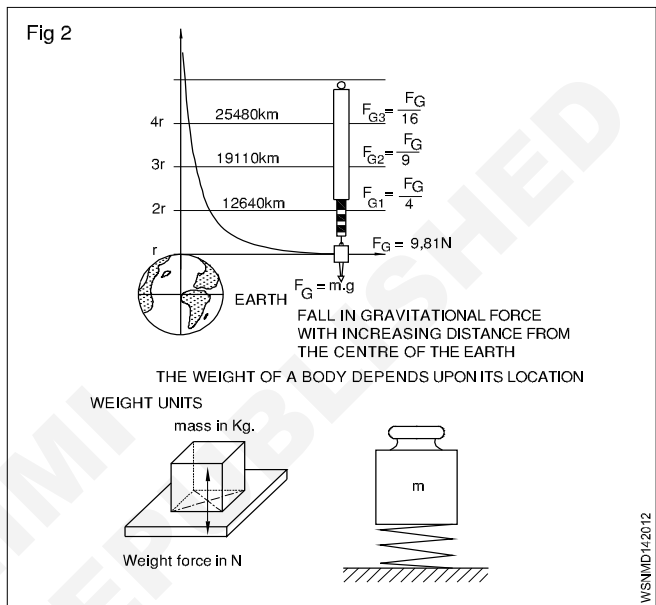 Fig 2
4r 25480km F_G3 = F_G/16
3r 19110km F_G2 = F_G/9
2r 12640km F_G1 = F_G/4
r F_G = 9,81N
EARTH F_G = m.g
FALL IN GRAVITATIONAL FORCE
WITH INCREASING DISTANCE FROM
THE CENTRE OF THE EARTH
THE WEIGHT OF A BODY DEPENDS UPON ITS LOCATION
WEIGHT UNITS
mass in Kg.
m
Weight force in N
WSNMD142012